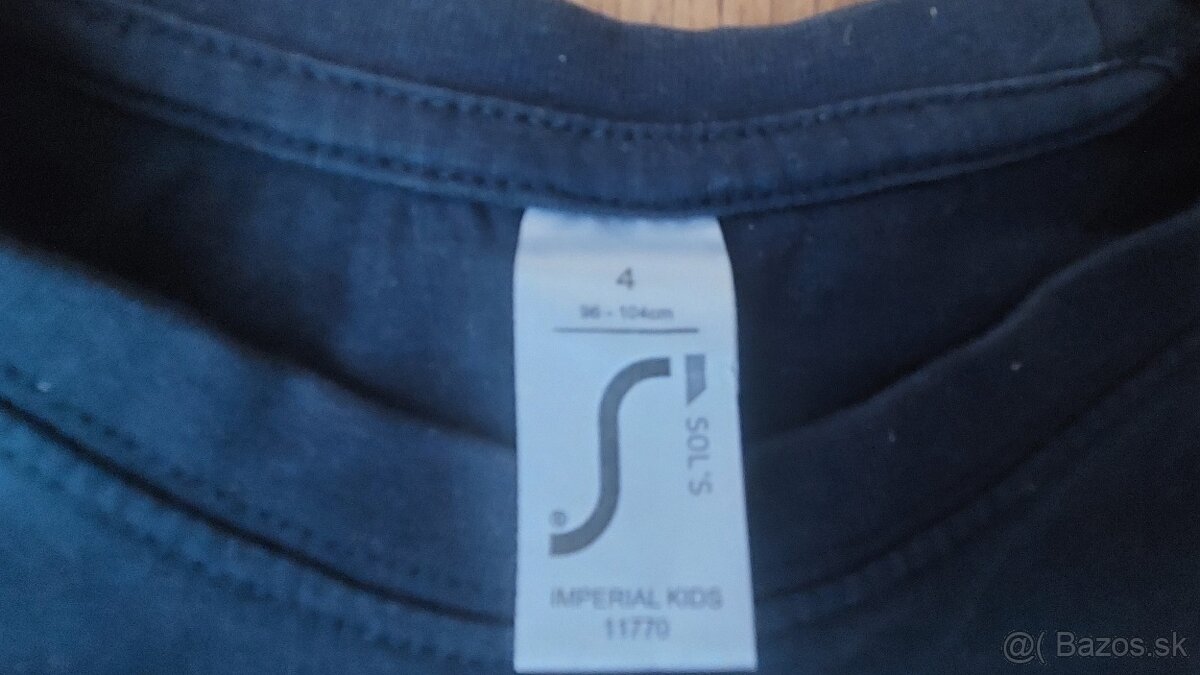 4
96 - 104cm
S
®
SOL'S
IMPERIAL KIDS
11770
@( Bazos.sk